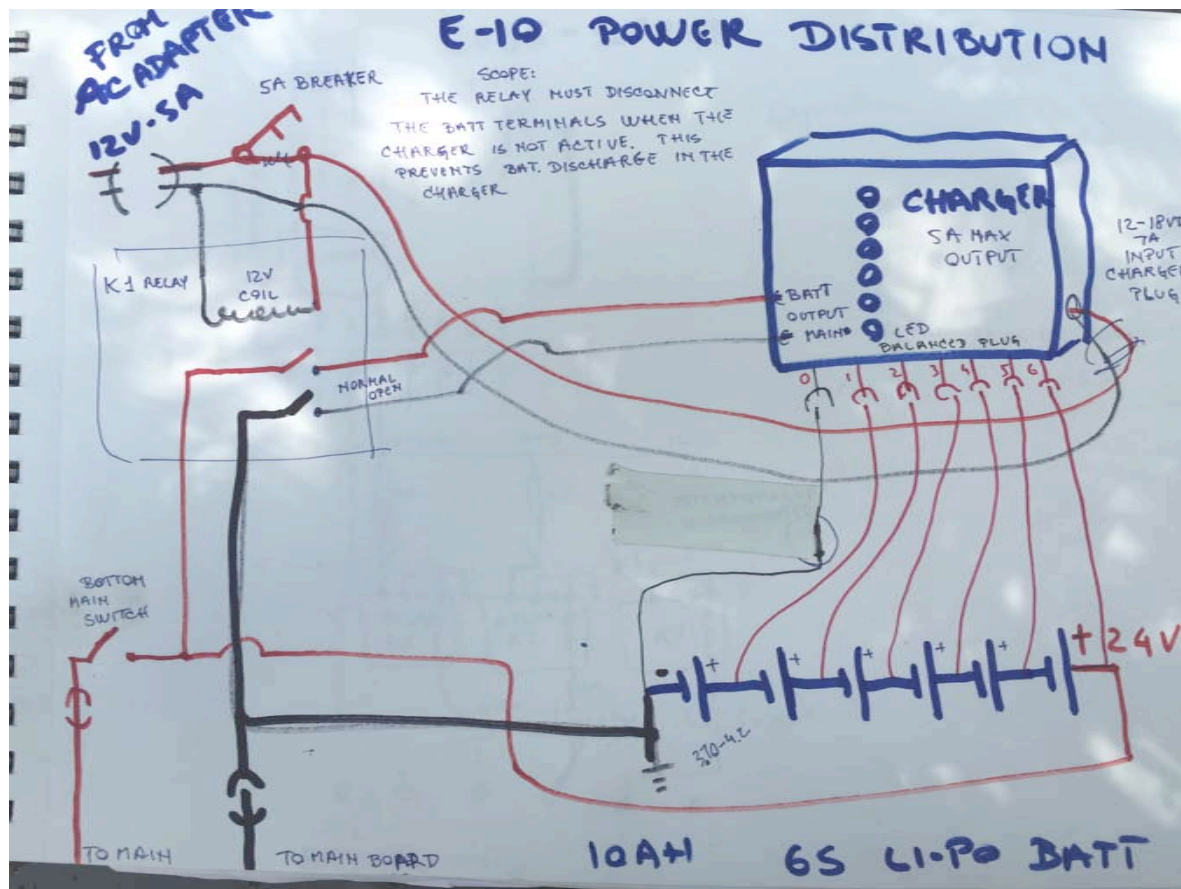 E-10 POWER DISTRIBUTION
FROM
AC ADAPTER
12V-5A
5A BREAKER
SCOPE:
THE RELAY MUST DISCONNECT
THE BATT TERMINALS WHEN THE
CHARGER IS NOT ACTIVE. THIS
PREVENTS BAT. DISCHARGE IN THE
CHARGER
CHARGER
5A MAX
OUTPUT
12-18V
7A
INPUT
CHARGER
PLUG
BATT
OUTPUT
MAIN
LED
BALANCED PLUG
0 1 2 3 4 5 6
K1 RELAY
12V
COIL
NORMAL
OPEN
BOTTOM
MAIN
SWITCH
- + + + + + + 24V
TO MAIN
TO MAIN BOARD
10AH 6S LI-PO BATT